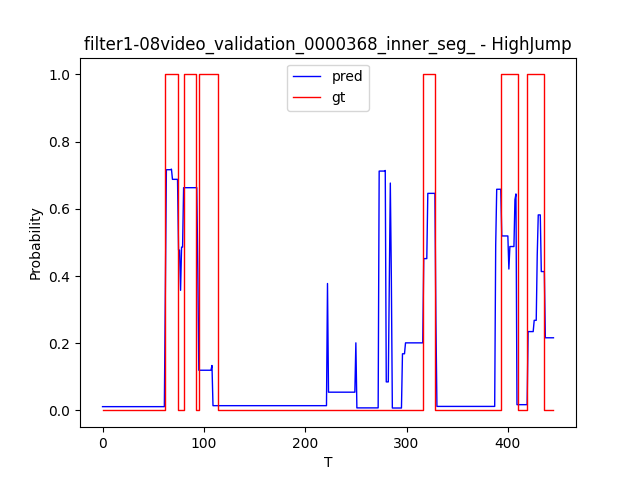 filter1-08video_validation_0000368_inner_seg_ - HighJump
pred
gt
1.0
0.8
0.6
0.4
0.2
0.0
Probability
0
100
200
300
400
T